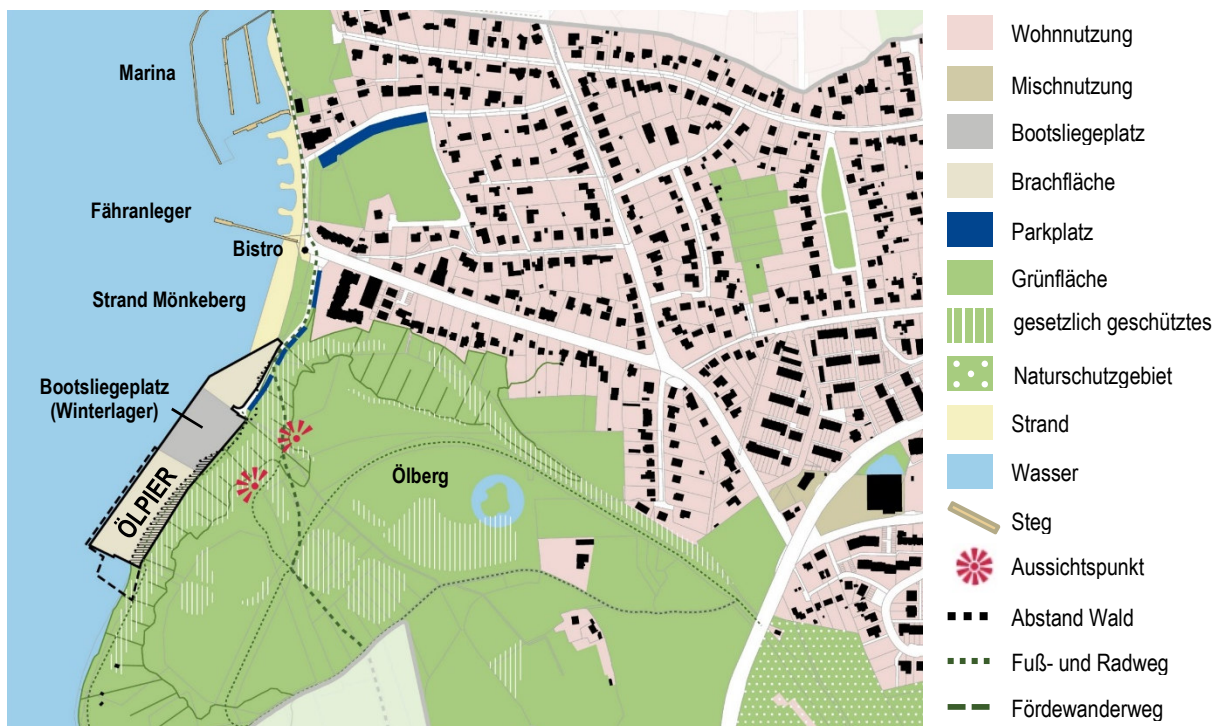 Marina
Fähranleger
Bistro
Strand Mönkeberg
Bootsliegeplatz
(Winterlager)
ÖLPIER
Ölberg
Wohnnutzung
Mischnutzung
Bootsliegeplatz
Brachfläche
Parkplatz
Grünfläche
gesetzlich geschütztes
Naturschutzgebiet
Strand
Wasser
Steg
Aussichtspunkt
Abstand Wald
Fuß- und Radweg
Fördewanderweg